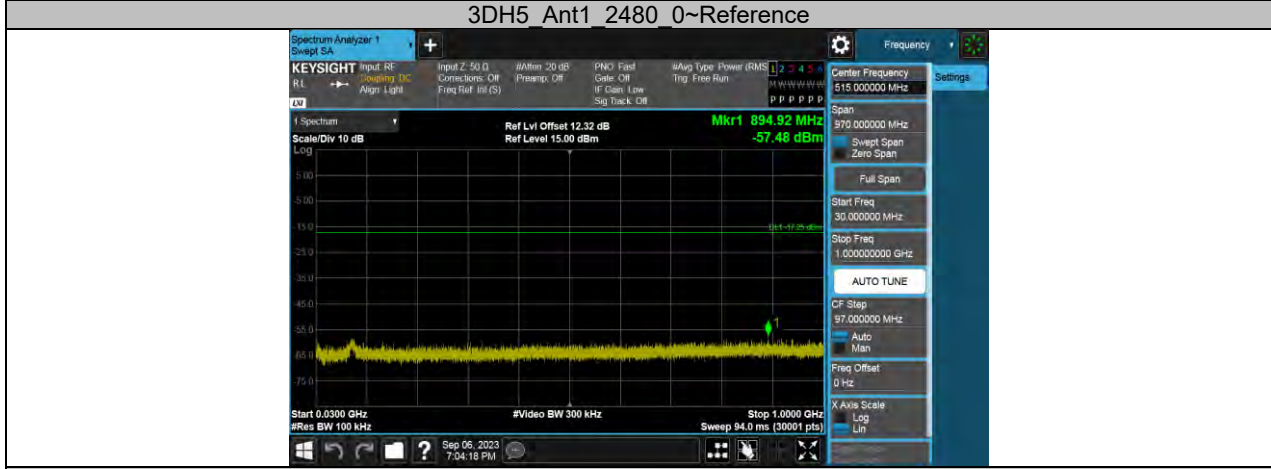 3DH5_Ant1_2480_0~Reference
Spectrum Analyzer 1
Swept SA
+
Frequency
KEYSIGHT
RL
LXI
Input: RF
Coupling: DC
Align: Light
Input Z: 50 Ω
Corrections: Off
Freq Ref: Int (S)
#Atten: 20 dB
Preamp: Off
PNO: Fast
Gate: Off
IF Gain: Low
Sig Track: Off
#Avg Type: Power (RMS
Trig: Free Run
1 2 3 4 5 6
M W W W W W
P P P P P P
Center Frequency
515.000000 MHz
Settings
1 Spectrum
Scale/Div 10 dB
Log
Ref Lvl Offset 12.32 dB
Ref Level 15.00 dBm
Mkr1 894.92 MHz
-57.48 dBm
Span
970.000000 MHz
Swept Span
Zero Span
Full Span
Start Freq
30.000000 MHz
Stop Freq
1.000000000 GHz
AUTO TUNE
CF Step
97.000000 MHz
Auto
Man
Freq Offset
0 Hz
X Axis Scale
Log
Lin
5.00
-5.00
-15.0
DL1 -17.25 dBm
-25.0
-35.0
-45.0
-55.0
1
-65.0
-75.0
Start 0.0300 GHz
#Res BW 100 kHz
#Video BW 300 kHz
Stop 1.0000 GHz
Sweep 94.0 ms (30001 pts)
?
Sep 06, 2023
7:04:18 PM